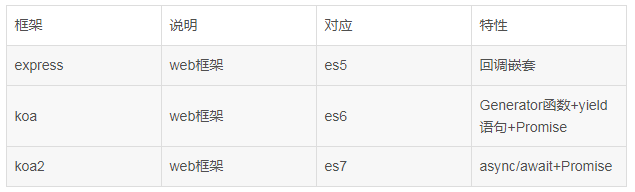 框架 说明 对应 特性
express web框架 es5 回调嵌套
koa web框架 es6 Generator函数+yield
语句+Promise
koa2 web框架 es7 async/await+Promise